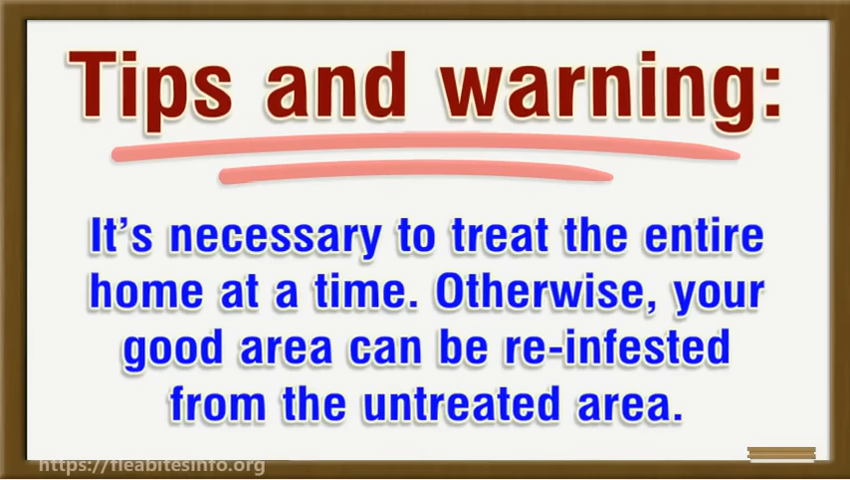 Tips and warning:
It's necessary to treat the entire
home at a time. Otherwise, your
good area can be re-infested
from the untreated area.
https://fleabitesinfo.org